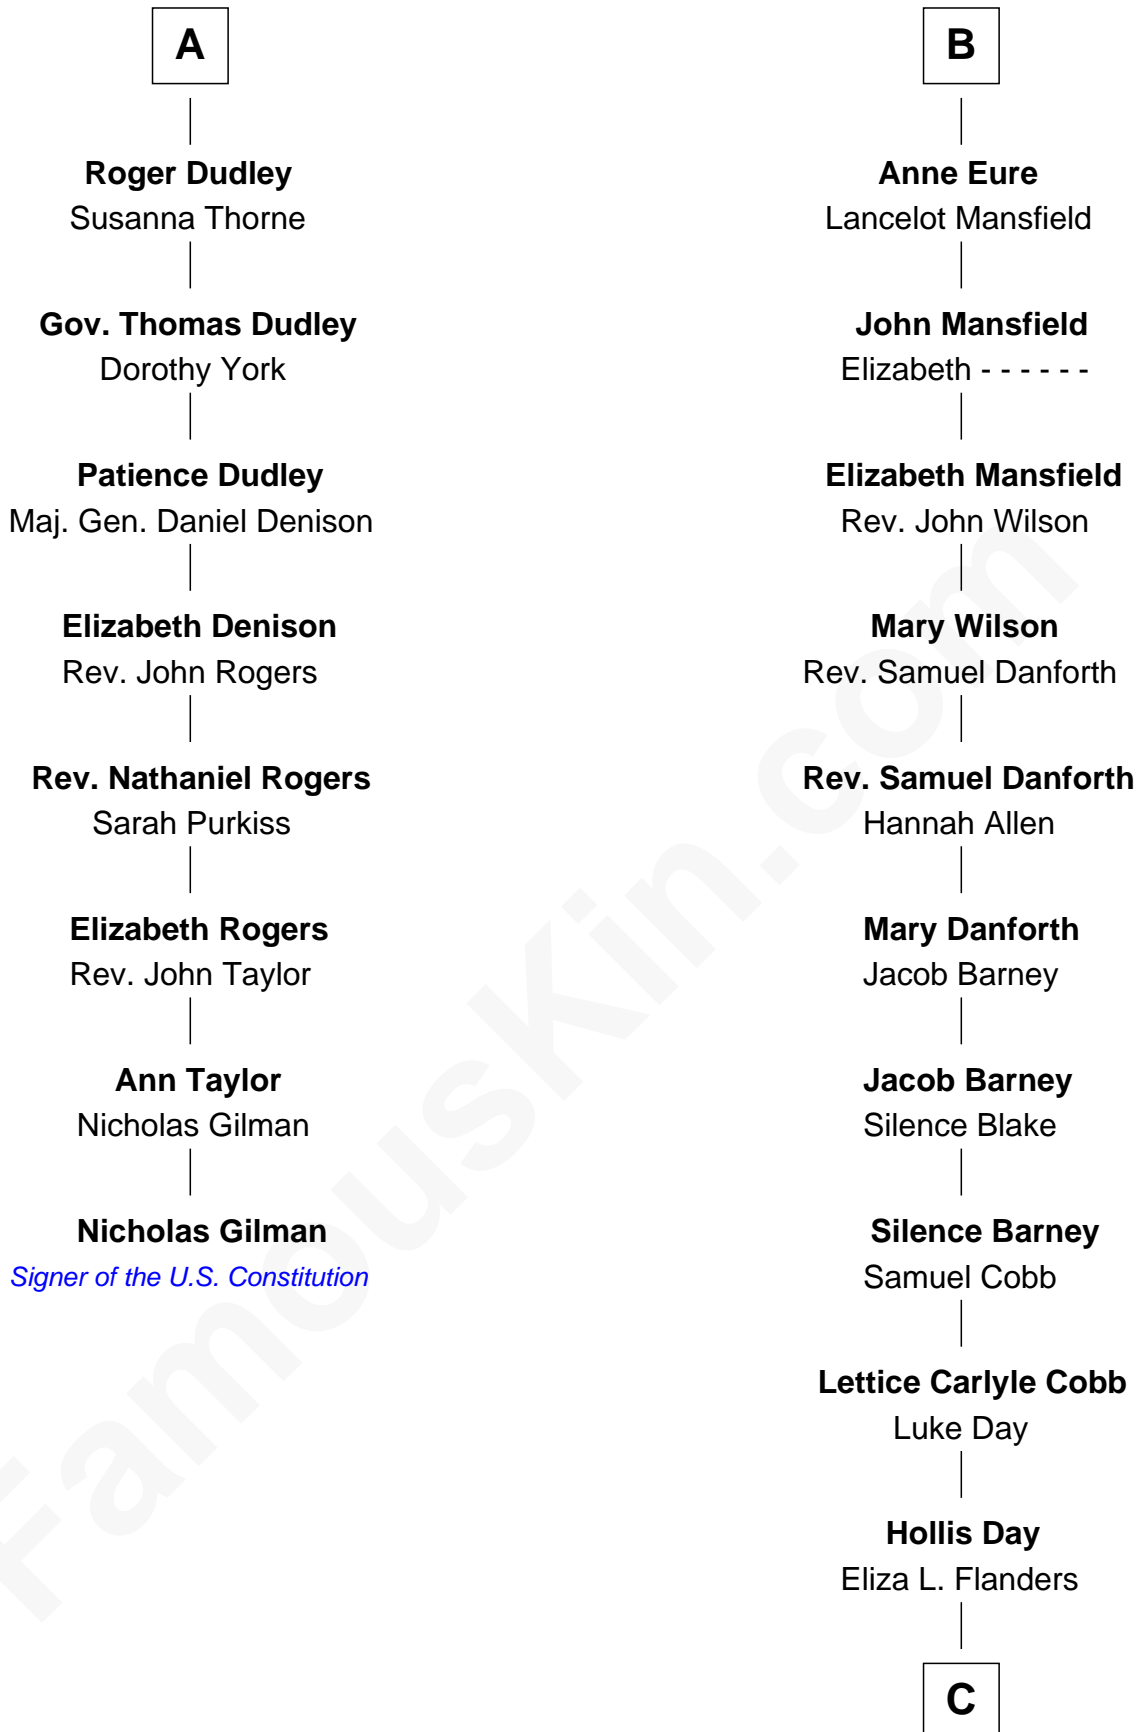 A
Roger Dudley
Susanna Thorne
Gov. Thomas Dudley
Dorothy York
Patience Dudley
Maj. Gen. Daniel Denison
Elizabeth Denison
Rev. John Rogers
Rev. Nathaniel Rogers
Sarah Purkiss
Elizabeth Rogers
Rev. John Taylor
Ann Taylor
Nicholas Gilman
Nicholas Gilman
Signer of the U.S. Constitution
B
Anne Eure
Lancelot Mansfield
John Mansfield
Elizabeth - - - - - -
Elizabeth Mansfield
Rev. John Wilson
Mary Wilson
Rev. Samuel Danforth
Rev. Samuel Danforth
Hannah Allen
Mary Danforth
Jacob Barney
Jacob Barney
Silence Blake
Silence Barney
Samuel Cobb
Lettice Carlyle Cobb
Luke Day
Hollis Day
Eliza L. Flanders
C
FamousKin.com